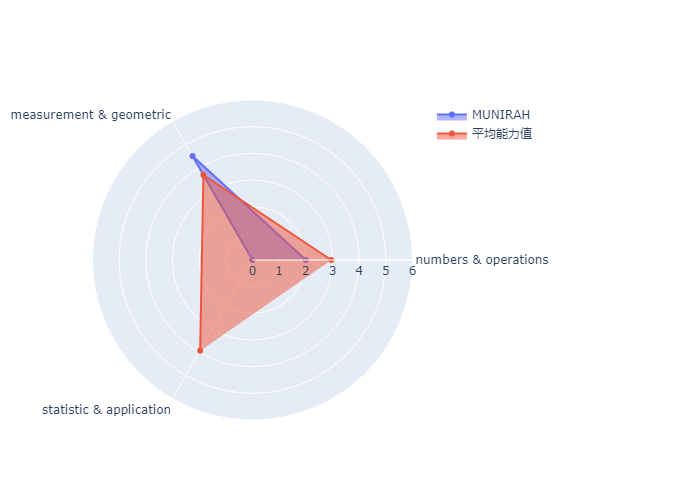 measurement & geometric
MUNIRAH
平均能力值
numbers & operations
0 1 2 3 4 5 6
statistic & application